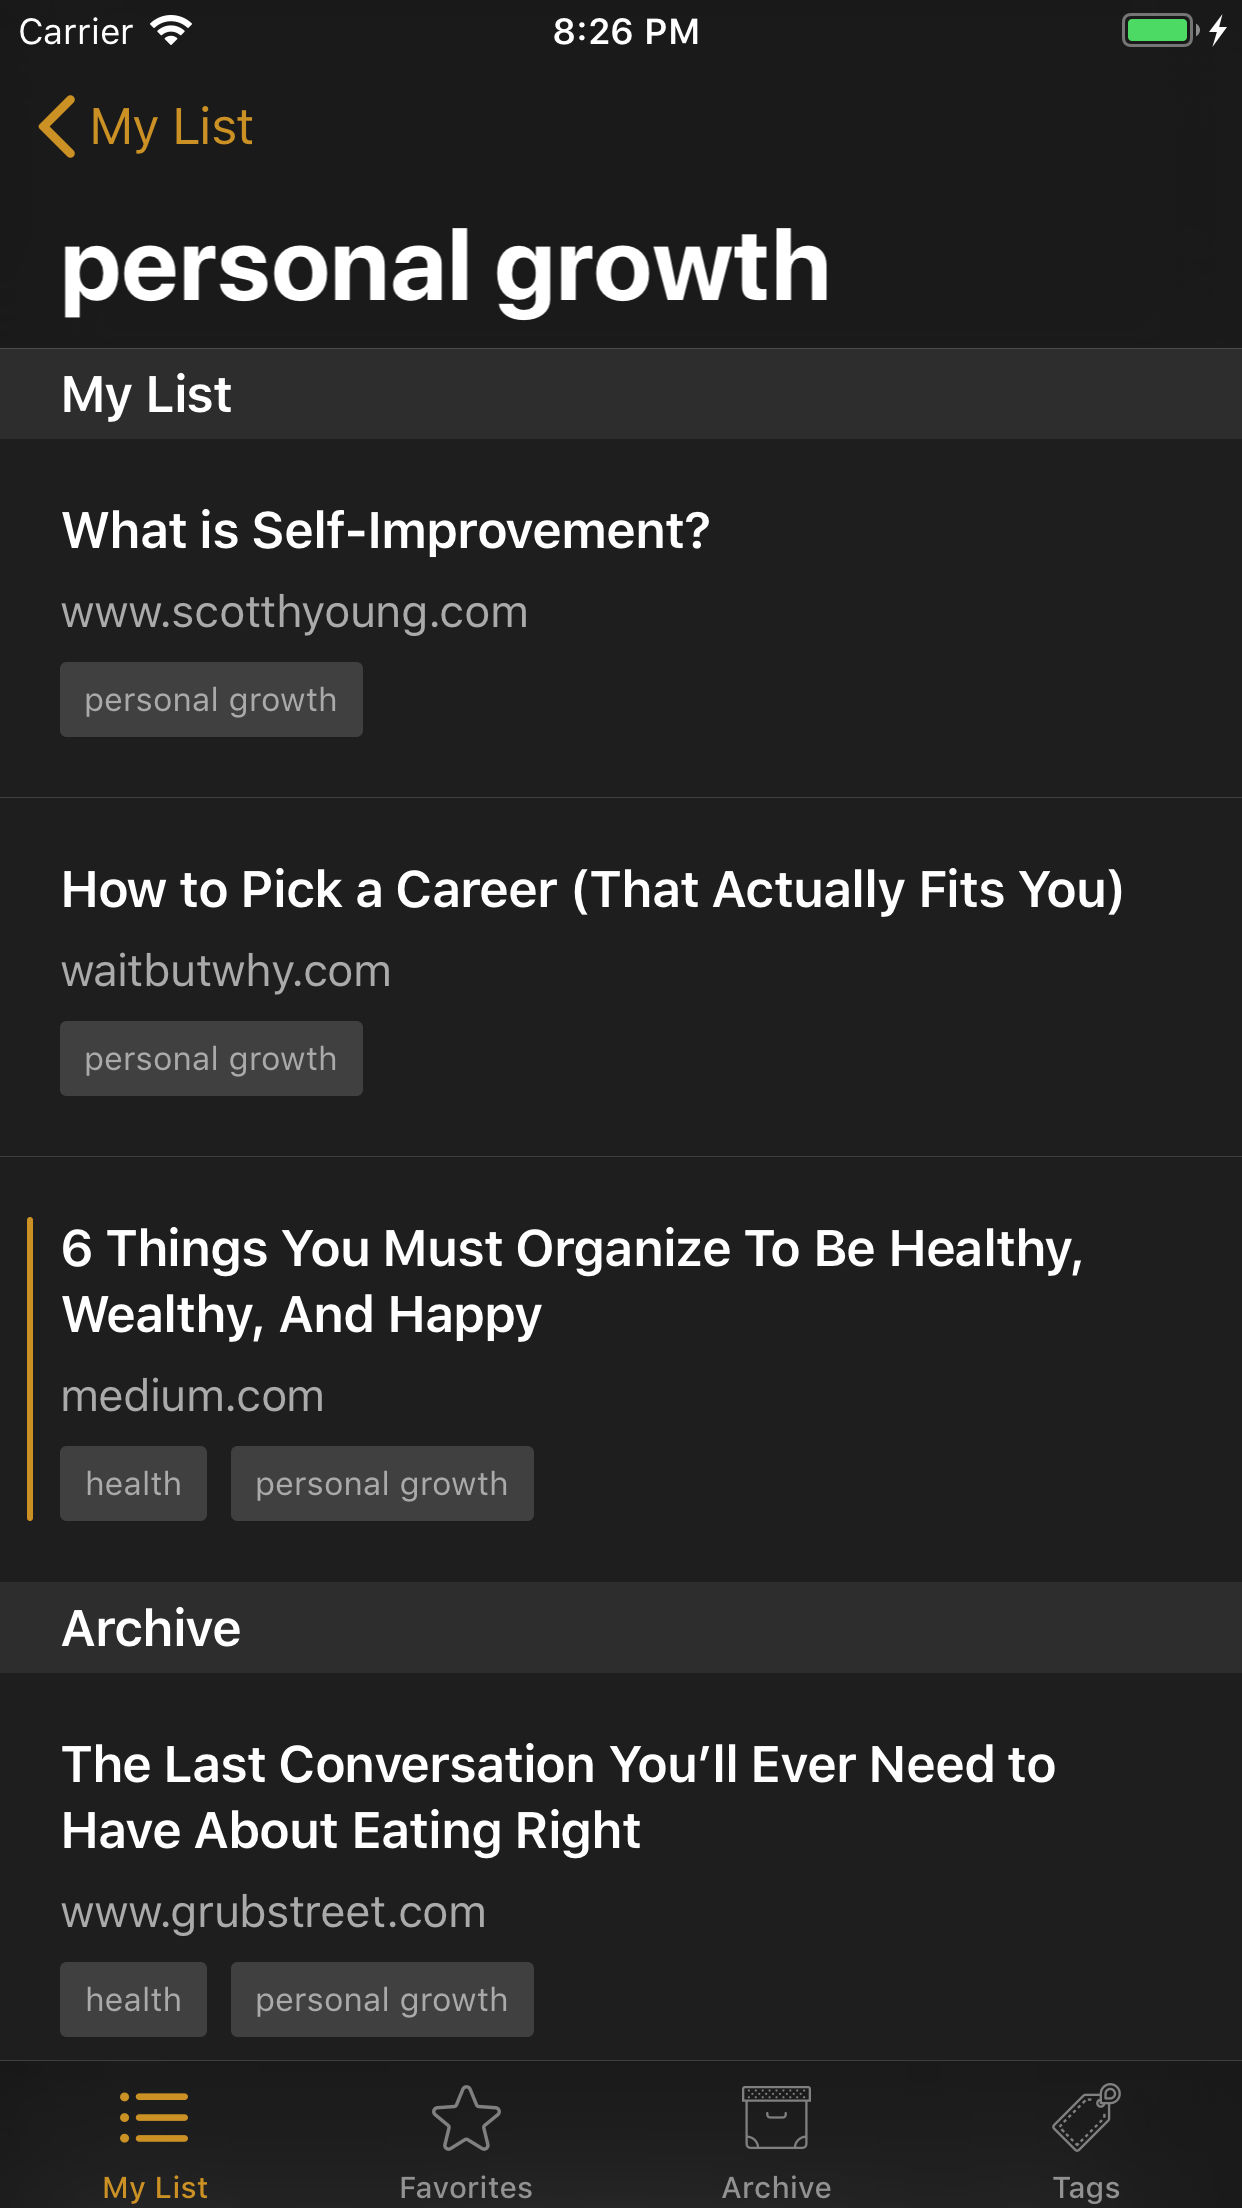 Carrier 8:26 PM
My List
personal growth
My List
What is Self-Improvement?
www.scotthyoung.com
personal growth
How to Pick a Career (That Actually Fits You)
waitbutwhy.com
personal growth
6 Things You Must Organize To Be Healthy,
Wealthy, And Happy
medium.com
health personal growth
Archive
The Last Conversation You’ll Ever Need to
Have About Eating Right
www.grubstreet.com
health personal growth
My List Favorites Archive Tags